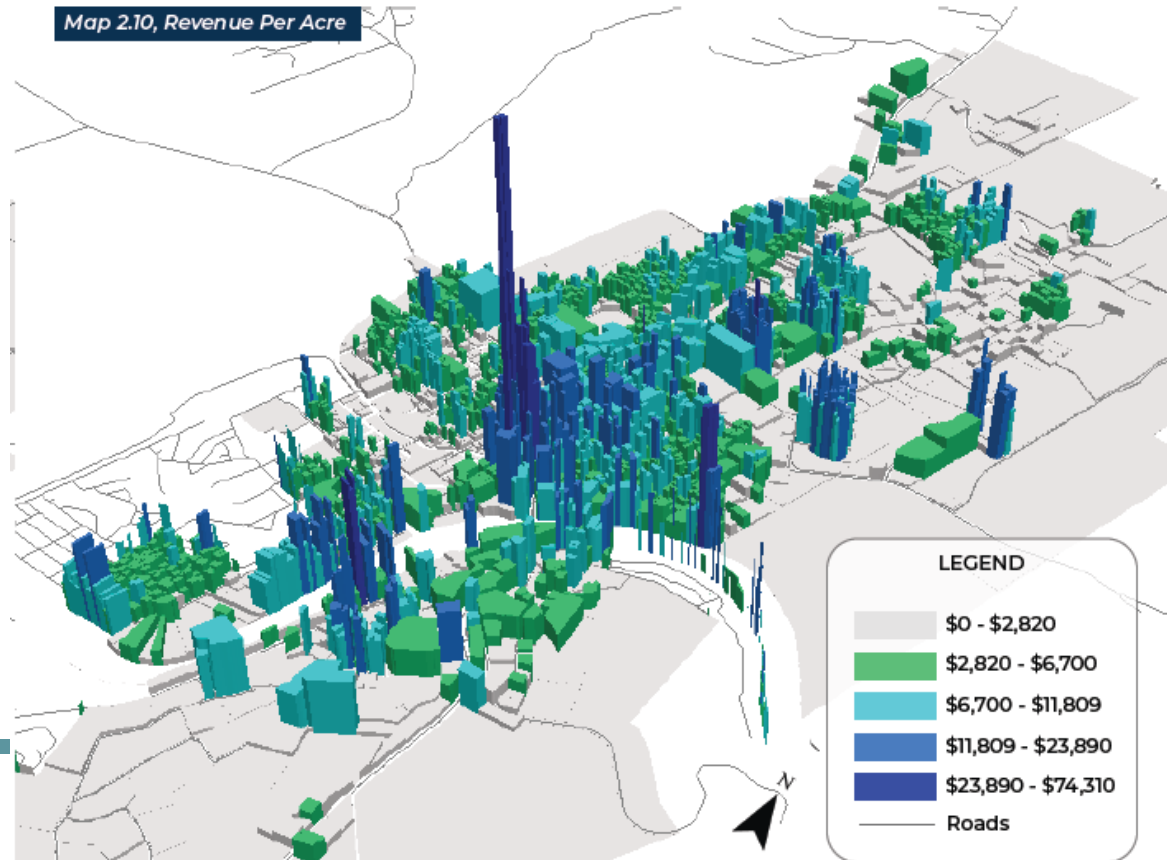 Map 2.10, Revenue Per Acre
N
LEGEND
$0 - $2,820
$2,820 - $6,700
$6,700 - $11,809
$11,809 - $23,890
$23,890 - $74,310
Roads